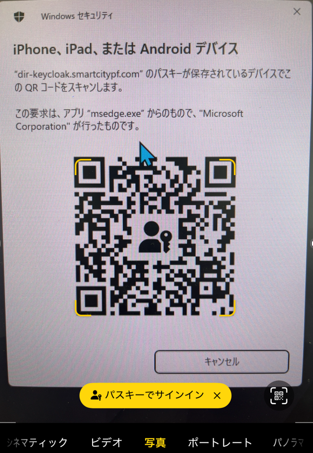 Windows セキュリティ
iPhone、iPad、または Android デバイス
"dir-keycloak.smartcitypf.com" のパスキーが保存されているデバイスでこ
の QR コードをスキャンします。
この要求は、アプリ "msedge.exe" からのもので、"Microsoft
Corporation" が行ったものです。
キャンセル
パスキーでサインイン
シネマティック ビデオ 写真 ポートレート パノラマ